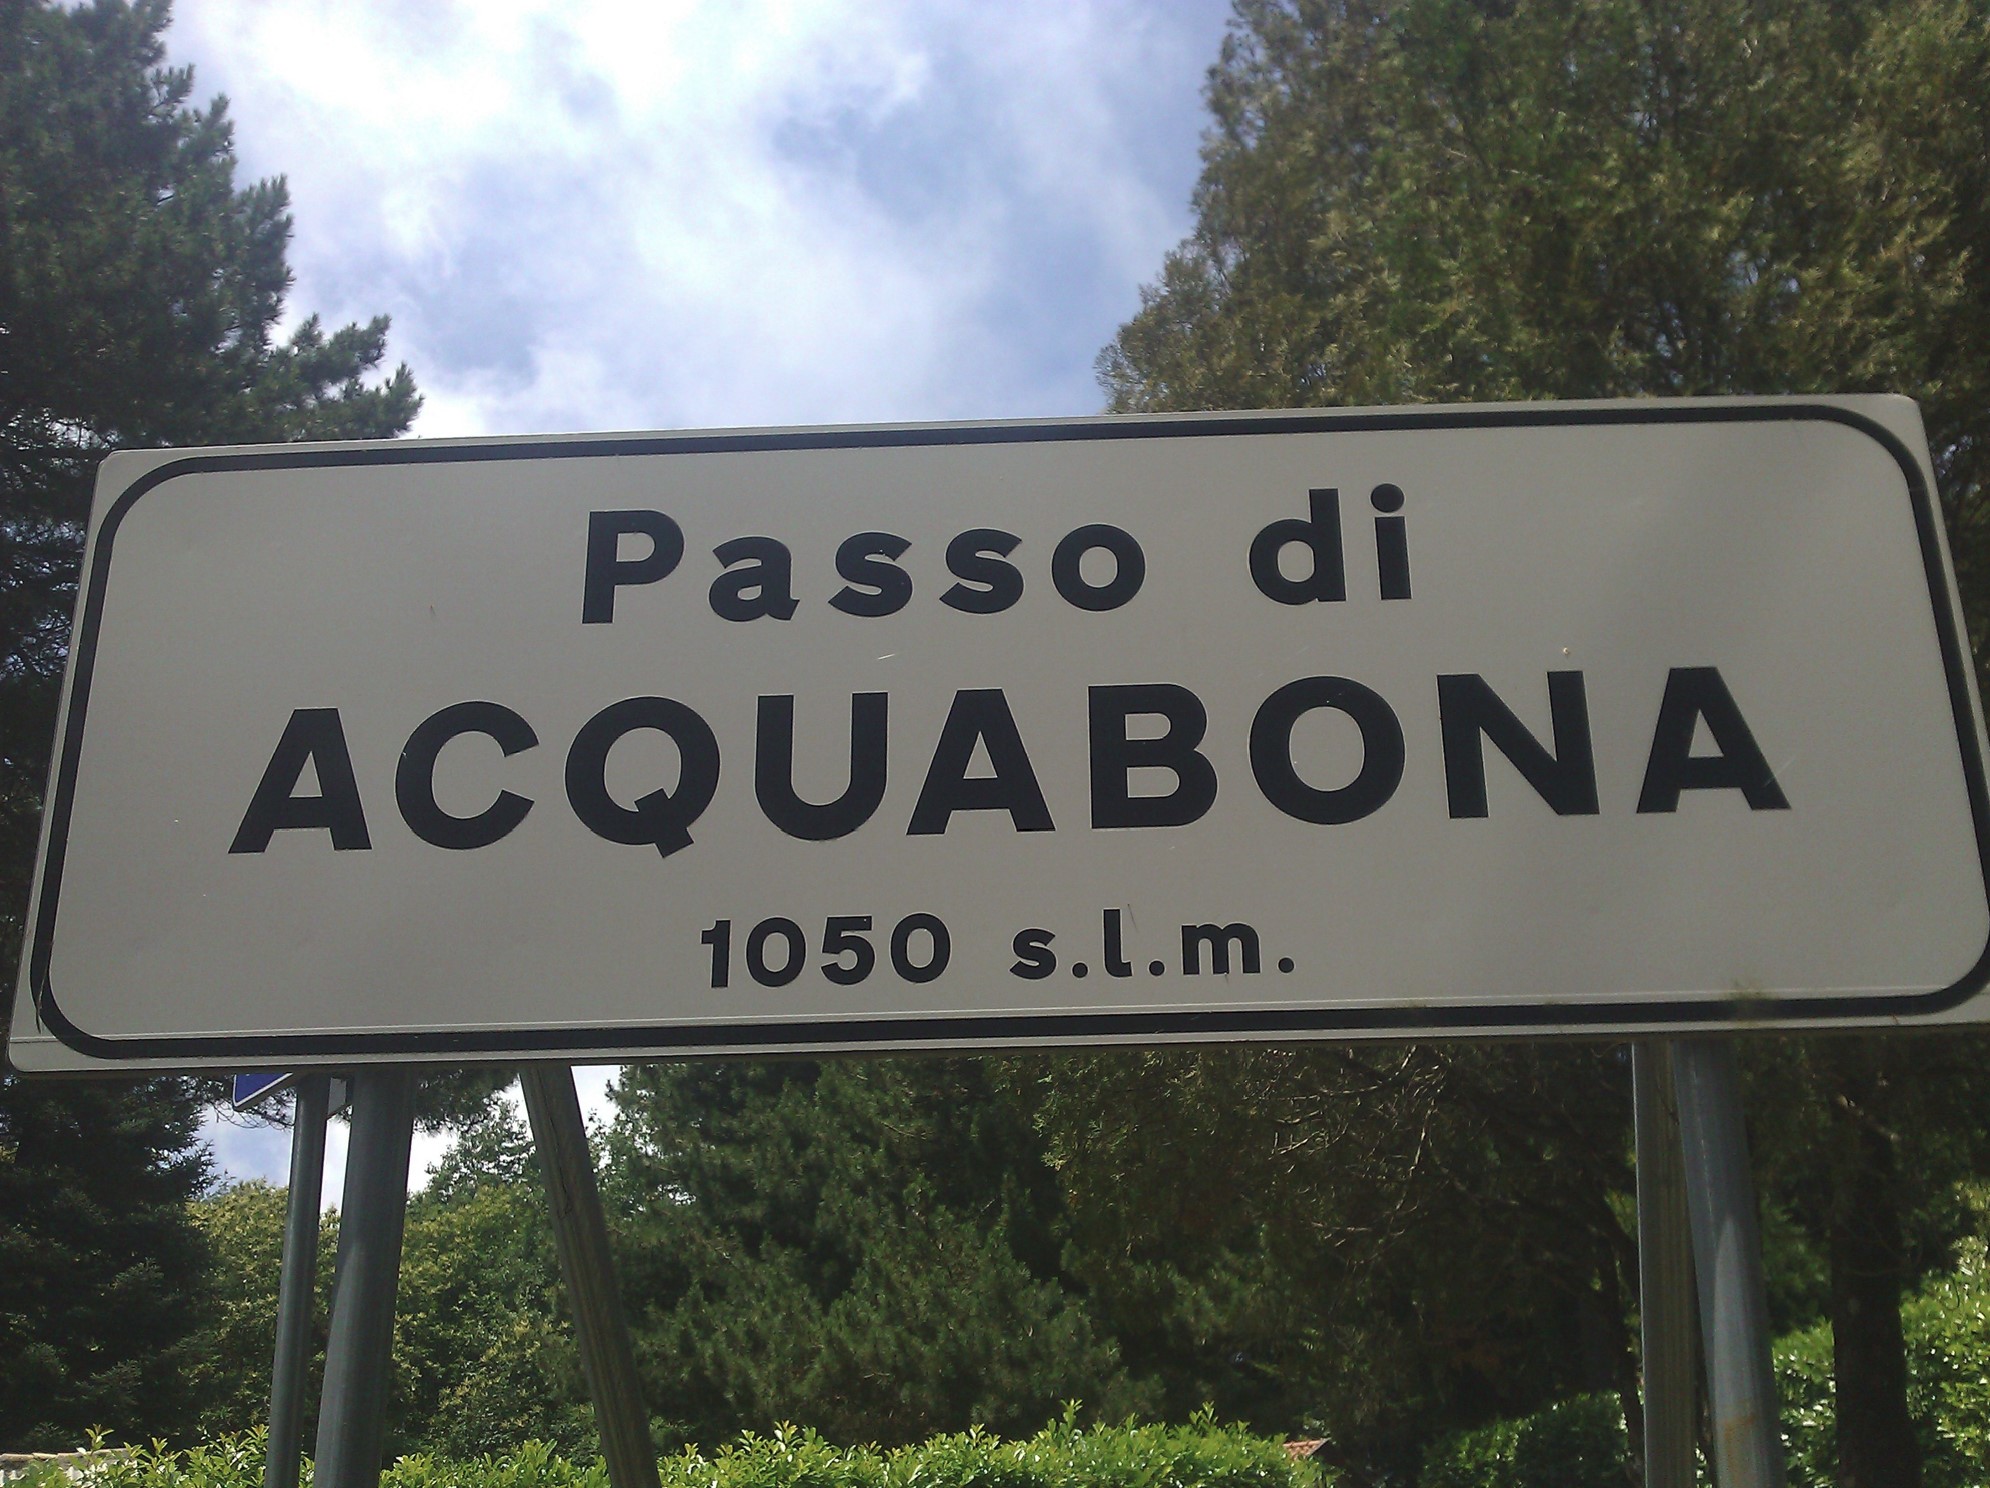 Passo di
ACQUABONA
1050 s.l.m.